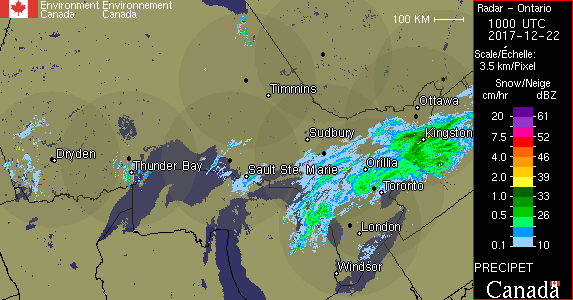 Environment Environnement
Canada Canada
Radar - Ontario
1000 UTC
2017-12-22
100 KM
Scale/Échelle:
3.5 km/Pixel
Snow/Neige
cm/hr dBZ
20 61
7.5 57
5.5 52
4.0 46
2.0 39
1.0 33
0.5 26
0.1 10
PRECIPET
Canada
Timmins
Ottawa
Sudbury
Kingston
Dryden
Thunder Bay
Sault Ste. Marie
Orillia
Toronto
London
Windsor